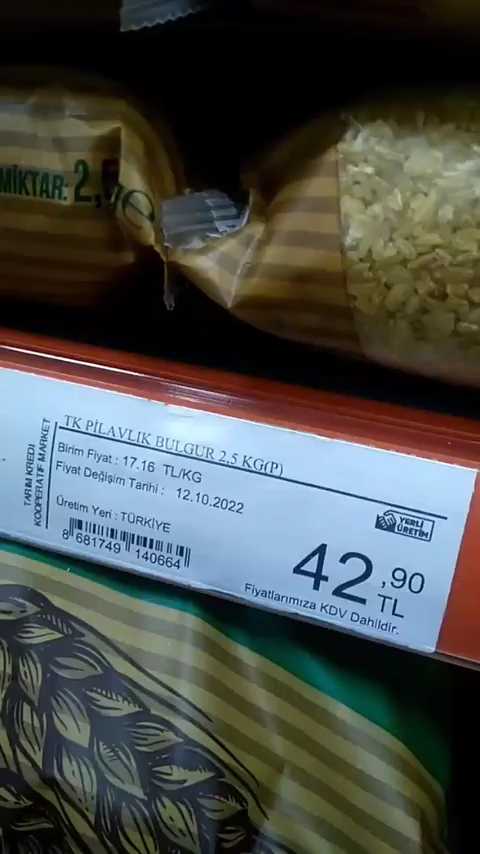 MİKTAR: 2,5
TARIM KREDİ
KOOPERATİF MARKET
TK PİLAVLIK BULGUR 2,5 KG(P)
Birim Fiyat : 17.16 TL/KG
Fiyat Değişim Tarihi : 12.10.2022
Üretim Yeri : TÜRKİYE
8 681749 140664
YERLİ
ÜRETİM
42,90
TL
Fiyatlarımıza KDV Dahildir.